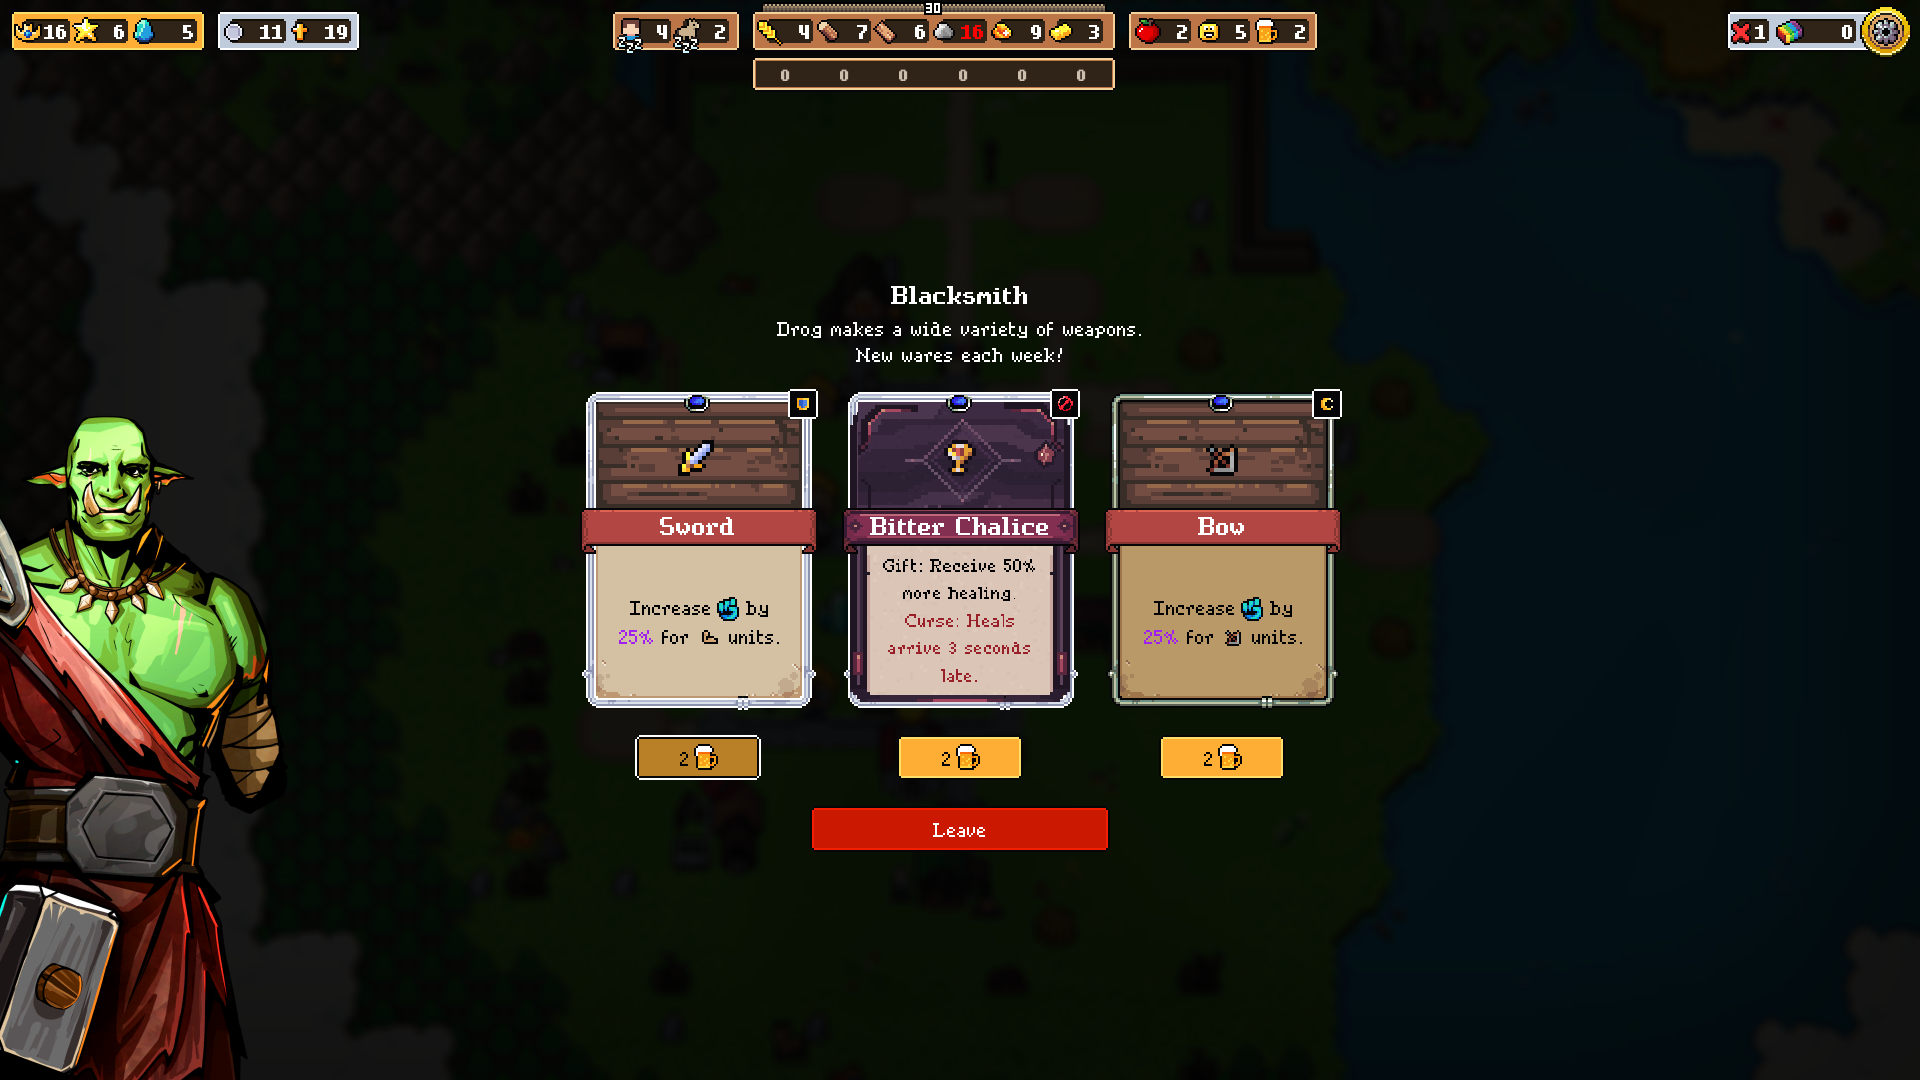 16 6 5 11 19 4 2 30 4 7 6 16 9 3 2 5 2 1 0
zzz zzz
0 0 0 0 0 0
Blacksmith
Drog makes a wide variety of weapons.
New wares each week!
Sword
Increase by
25% for units.
2
Bitter Chalice
Gift: Receive 50%
more healing.
Curse: Heals
arrive 3 seconds
late.
2
C
Bow
Increase by
25% for units.
2
Leave